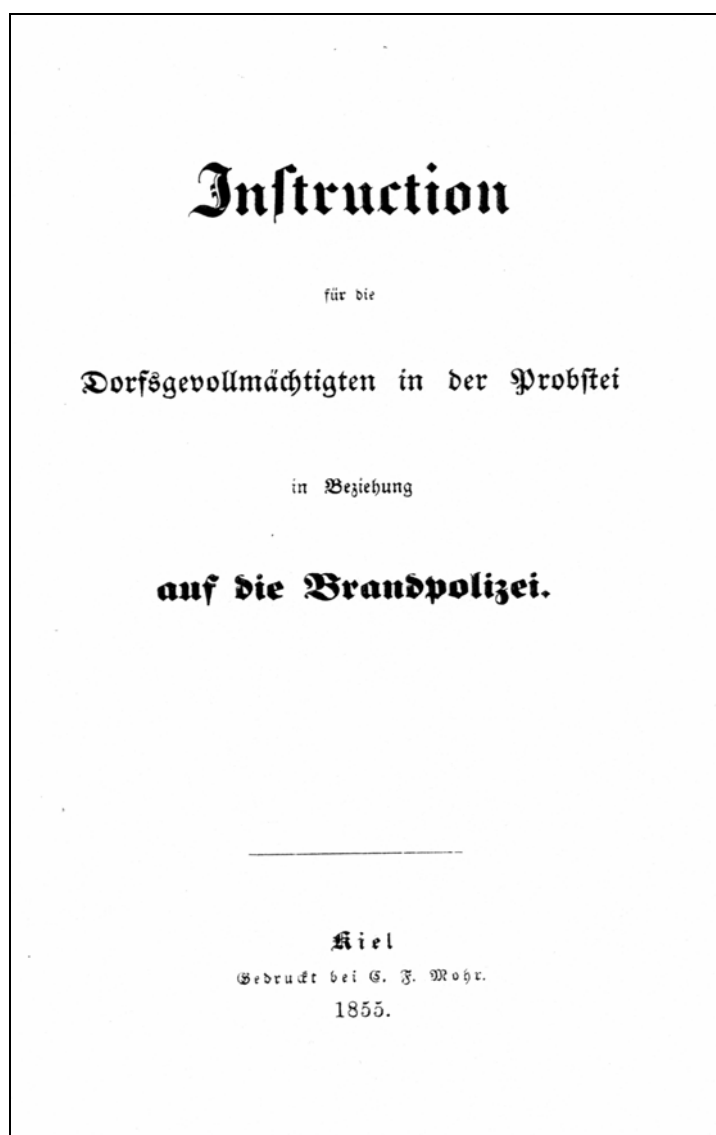 Inſtruction
für die
Dorfsgevollmächtigten in der Probſtei
in Beziehung
auf die Brandpolizei.
Kiel
Gedruckt bei C. F. Mohr.
1855.